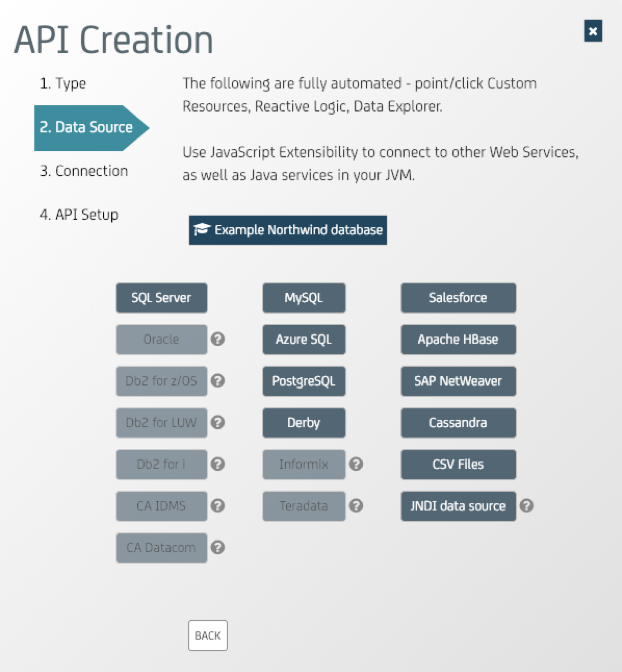 API Creation
1. Type
2. Data Source
3. Connection
4. API Setup
The following are fully automated - point/click Custom
Resources, Reactive Logic, Data Explorer.
Use JavaScript Extensibility to connect to other Web Services,
as well as Java services in your JVM.
Example Northwind database
SQL Server
MySQL
Salesforce
Oracle ?
Azure SQL
Apache HBase
Db2 for z/OS ?
PostgreSQL
SAP NetWeaver
Db2 for LUW ?
Derby
Cassandra
Db2 for i ?
Informix ?
CSV Files
CA IDMS ?
Teradata ?
JNDI data source ?
CA Datacom ?
BACK